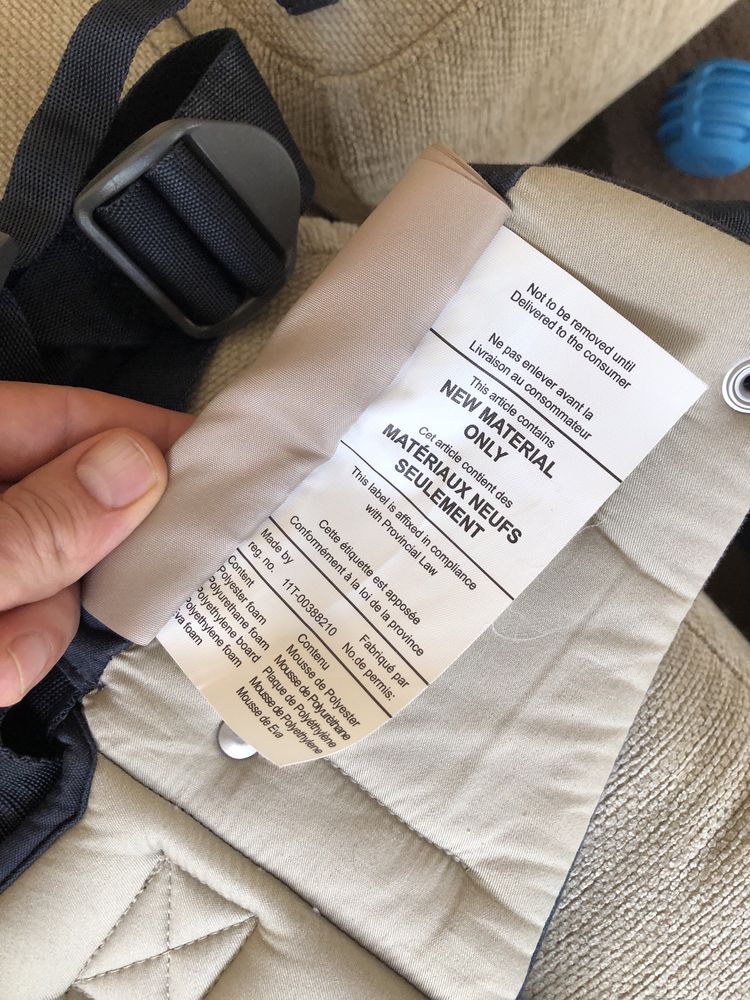 Not to be removed until
Delivered to the consumer
Ne pas enlever avant la
Livraison au consommateur
This article contains
NEW MATERIAL
ONLY
Cet article contient des
MATÉRIAUX NEUFS
SEULEMENT
This label is affixed in compliance
with Provincial Law
Cette étiquette est apposée
Conformément à la loi de la province
Made by Fabriqué par
reg. no. 11T-00388210 No.de permis:
Content Contenu
Polyester foam Mousse de Polyester
Polyurethane foam Mousse de Polyuréthane
Polyethylene board Plaque de Polyéthylène
Polyethylene foam Mousse de Polyethylene
Eva foam Mousse de Eva